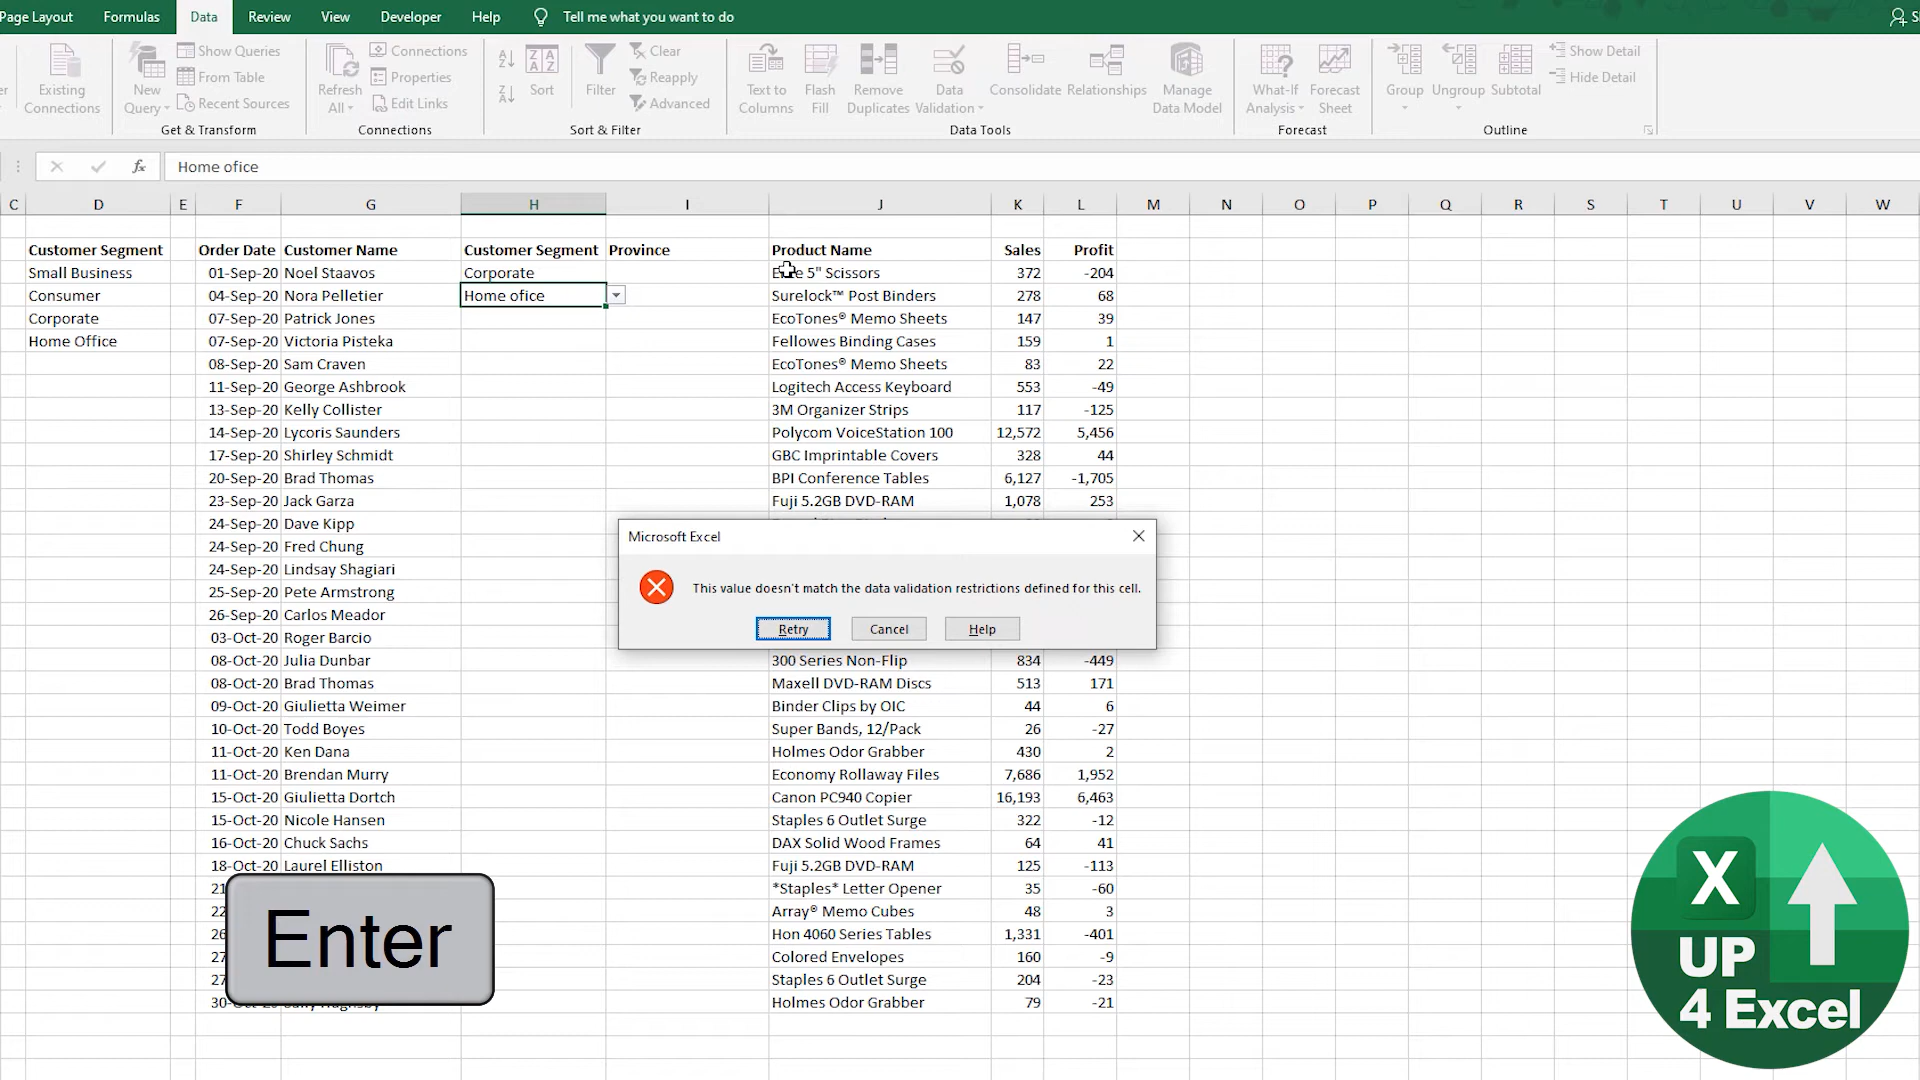 Page Layout Formulas Data Review View Developer Help Tell me what you want to do
Existing Connections
New Query
Show Queries
From Table
Recent Sources
Get & Transform
Refresh All
Connections
Properties
Edit Links
Connections
Sort
Filter
Clear
Reapply
Advanced
Sort & Filter
Text to Columns
Flash Fill
Remove Duplicates
Data Validation
Consolidate
Relationships
Manage Data Model
Data Tools
What-If Analysis
Forecast Sheet
Forecast
Group
Ungroup
Subtotal
Show Detail
Hide Detail
Outline
fx Home ofice
C D E F G H I J K L M N O P Q R S T U V W
Customer Segment Order Date Customer Name Customer Segment Province Product Name Sales Profit
Small Business 01-Sep-20 Noel Staavos Corporate 5" Scissors 372 -204
Consumer 04-Sep-20 Nora Pelletier Home ofice Surelock™ Post Binders 278 68
Corporate 07-Sep-20 Patrick Jones EcoTones® Memo Sheets 147 39
Home Office 07-Sep-20 Victoria Pisteka Fellowes Binding Cases 159 1
08-Sep-20 Sam Craven EcoTones® Memo Sheets 83 22
11-Sep-20 George Ashbrook Logitech Access Keyboard 553 -49
13-Sep-20 Kelly Collister 3M Organizer Strips 117 -125
14-Sep-20 Lycoris Saunders Polycom VoiceStation 100 12,572 5,456
17-Sep-20 Shirley Schmidt GBC Imprintable Covers 328 44
20-Sep-20 Brad Thomas BPI Conference Tables 6,127 -1,705
23-Sep-20 Jack Garza Fuji 5.2GB DVD-RAM 1,078 253
24-Sep-20 Dave Kipp
24-Sep-20 Fred Chung
24-Sep-20 Lindsay Shagiari
25-Sep-20 Pete Armstrong
26-Sep-20 Carlos Meador
03-Oct-20 Roger Barcio
Microsoft Excel
This value doesn't match the data validation restrictions defined for this cell.
Retry Cancel Help
08-Oct-20 Julia Dunbar 300 Series Non-Flip 834 -449
08-Oct-20 Brad Thomas Maxell DVD-RAM Discs 513 171
09-Oct-20 Giulietta Weimer Binder Clips by OIC 44 6
10-Oct-20 Todd Boyes Super Bands, 12/Pack 26 -27
11-Oct-20 Ken Dana Holmes Odor Grabber 430 2
11-Oct-20 Brendan Murry Economy Rollaway Files 7,686 1,952
15-Oct-20 Giulietta Dortch Canon PC940 Copier 16,193 6,463
15-Oct-20 Nicole Hansen Staples 6 Outlet Surge 322 -12
16-Oct-20 Chuck Sachs DAX Solid Wood Frames 64 41
18-Oct-20 Laurel Elliston Fuji 5.2GB DVD-RAM 125 -113
21 *Staples* Letter Opener 35 -60
22 Array® Memo Cubes 48 3
26 Hon 4060 Series Tables 1,331 -401
27 Colored Envelopes 160 -9
27 Staples 6 Outlet Surge 204 -23
30 Holmes Odor Grabber 79 -21
Enter
X
UP
4 Excel